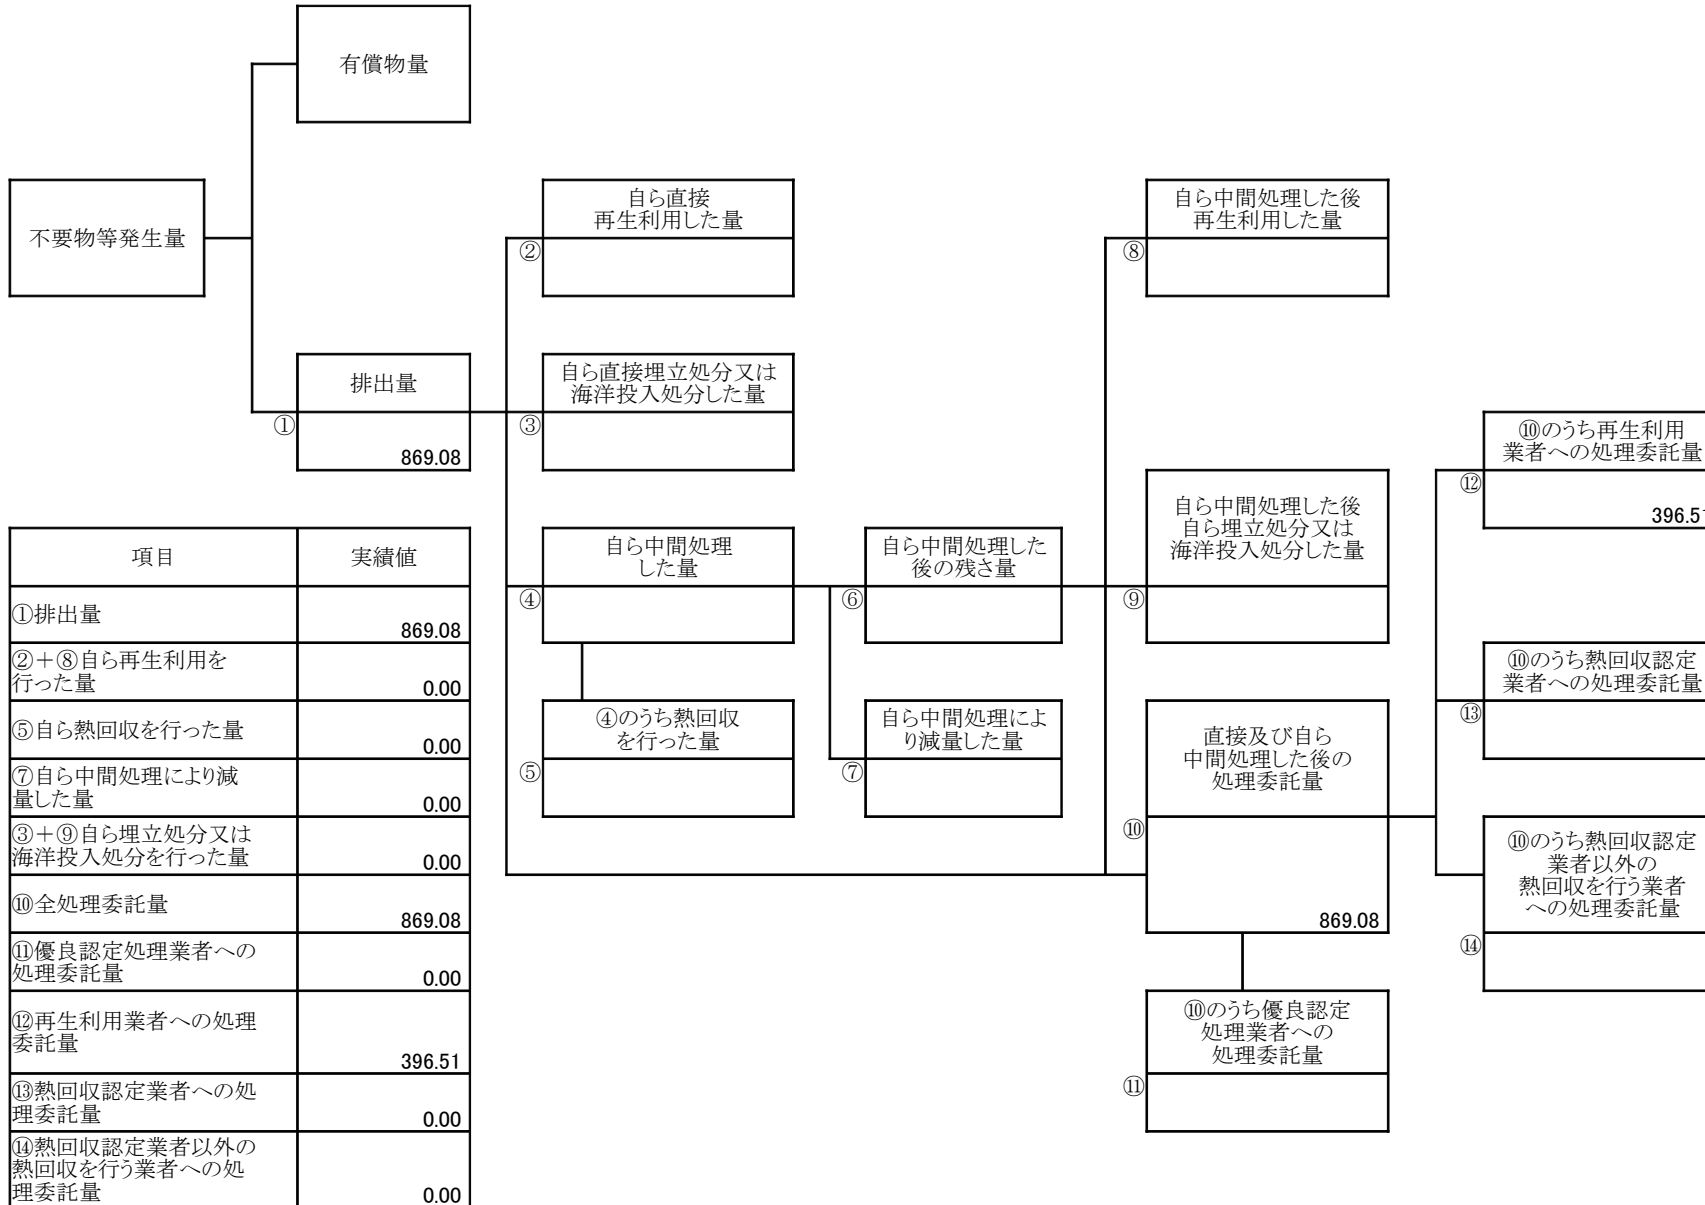 有償物量
不要物等発生量
自ら直接
再生利用した量
②
自ら中間処理した後
再生利用した量
⑧
排出量
①
869.08
自ら直接埋立処分又は
海洋投入処分した量
③
⑩のうち再生利用
業者への処理委託量
⑫
396.51
自ら中間処理
した量
④
自ら中間処理した
後の残さ量
⑥
自ら中間処理した後
自ら埋立処分又は
海洋投入処分した量
⑨
⑩のうち熱回収認定
業者への処理委託量
⑬
④のうち熱回収
を行った量
⑤
自ら中間処理によ
り減量した量
⑦
直接及び自ら
中間処理した後の
処理委託量
⑩
869.08
⑩のうち熱回収認定
業者以外の
熱回収を行う業者
への処理委託量
⑭
⑩のうち優良認定
処理業者への
処理委託量
⑪
項目 実績値
①排出量
869.08
②+⑧自ら再生利用を
行った量 0.00
⑤自ら熱回収を行った量
0.00
⑦自ら中間処理により減
量した量 0.00
③+⑨自ら埋立処分又は
海洋投入処分を行った量 0.00
⑩全処理委託量
869.08
⑪優良認定処理業者への
処理委託量 0.00
⑫再生利用業者への処理
委託量
396.51
⑬熱回収認定業者への処
理委託量 0.00
⑭熱回収認定業者以外の
熱回収を行う業者への処
理委託量 0.00